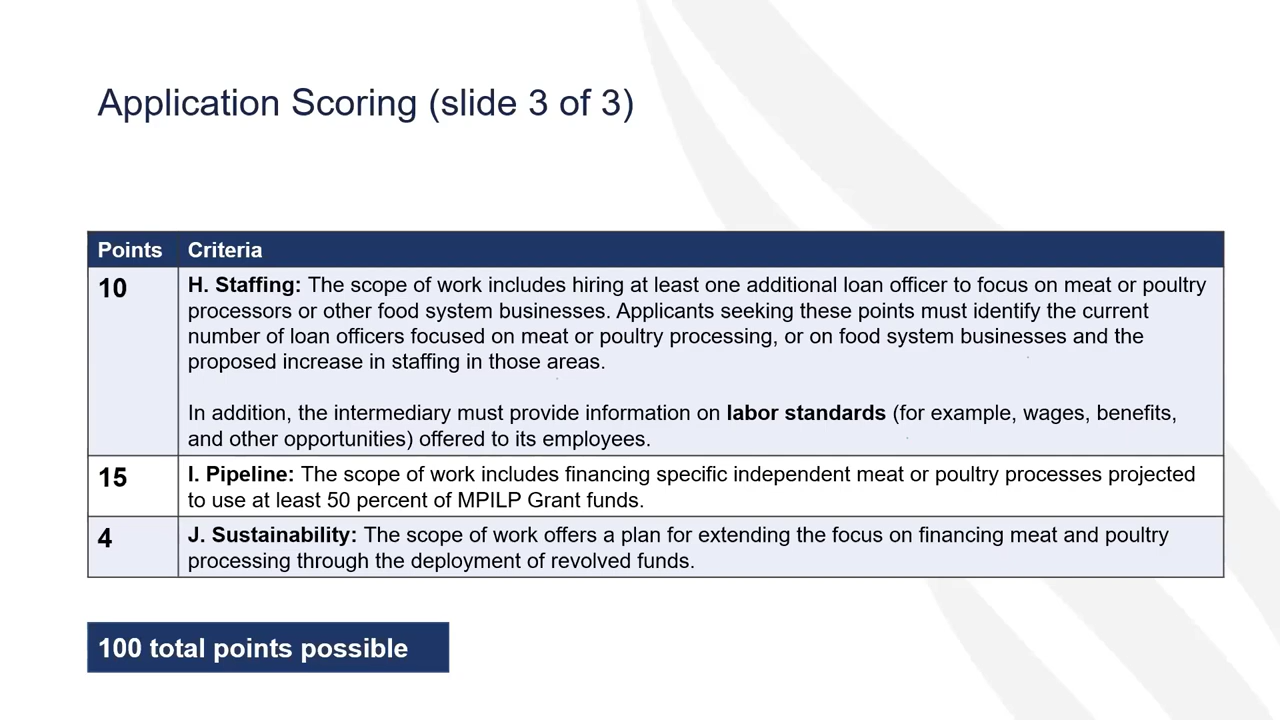 Application Scoring (slide 3 of 3)
Points Criteria
10 H. Staffing: The scope of work includes hiring at least one additional loan officer to focus on meat or poultry
processors or other food system businesses. Applicants seeking these points must identify the current
number of loan officers focused on meat or poultry processing, or on food system businesses and the
proposed increase in staffing in those areas.
In addition, the intermediary must provide information on labor standards (for example, wages, benefits,
and other opportunities) offered to its employees.
15 I. Pipeline: The scope of work includes financing specific independent meat or poultry processes projected
to use at least 50 percent of MPILP Grant funds.
4 J. Sustainability: The scope of work offers a plan for extending the focus on financing meat and poultry
processing through the deployment of revolved funds.
100 total points possible